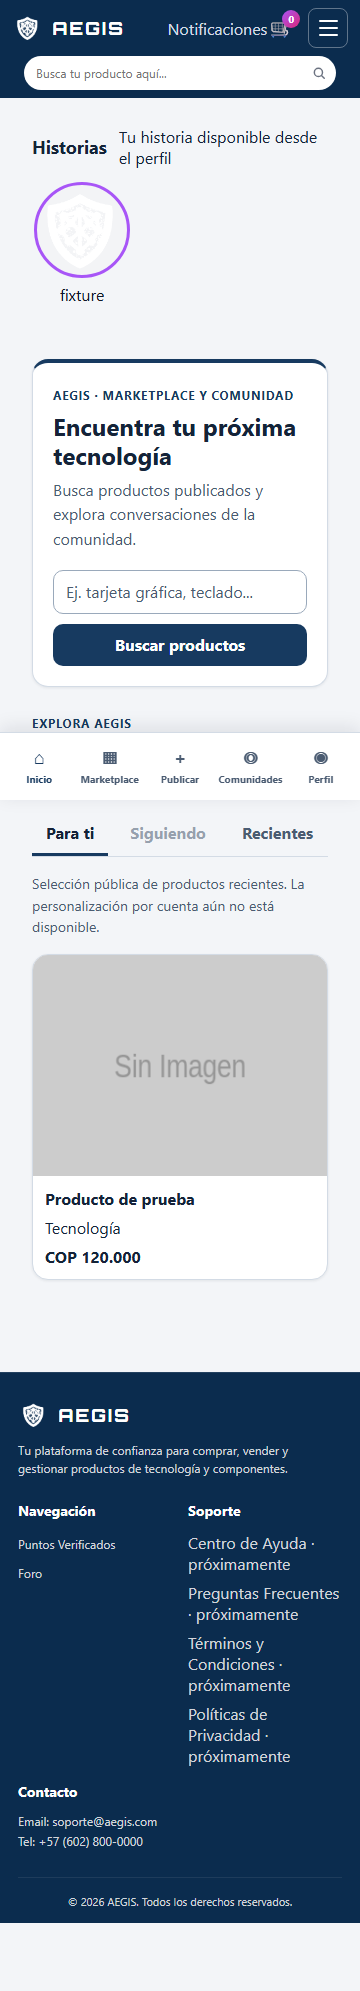 AEGIS
Notificaciones
0
Busca tu producto aquí...
Historias
Tu historia disponible desde
el perfil
fixture
AEGIS · MARKETPLACE Y COMUNIDAD
Encuentra tu próxima
tecnología
Busca productos publicados y
explora conversaciones de la
comunidad.
Ej. tarjeta gráfica, teclado...
Buscar productos
EXPLORA AEGIS
Inicio
Marketplace
Publicar
Comunidades
Perfil
Para ti
Siguiendo
Recientes
Selección pública de productos recientes. La
personalización por cuenta aún no está
disponible.
Sin Imagen
Producto de prueba
Tecnología
COP 120.000
AEGIS
Tu plataforma de confianza para comprar, vender y
gestionar productos de tecnología y componentes.
Navegación
Puntos Verificados
Foro
Soporte
Centro de Ayuda ·
próximamente
Preguntas Frecuentes
· próximamente
Términos y
Condiciones ·
próximamente
Políticas de
Privacidad ·
próximamente
Contacto
Email: soporte@aegis.com
Tel: +57 (602) 800-0000
© 2026 AEGIS. Todos los derechos reservados.